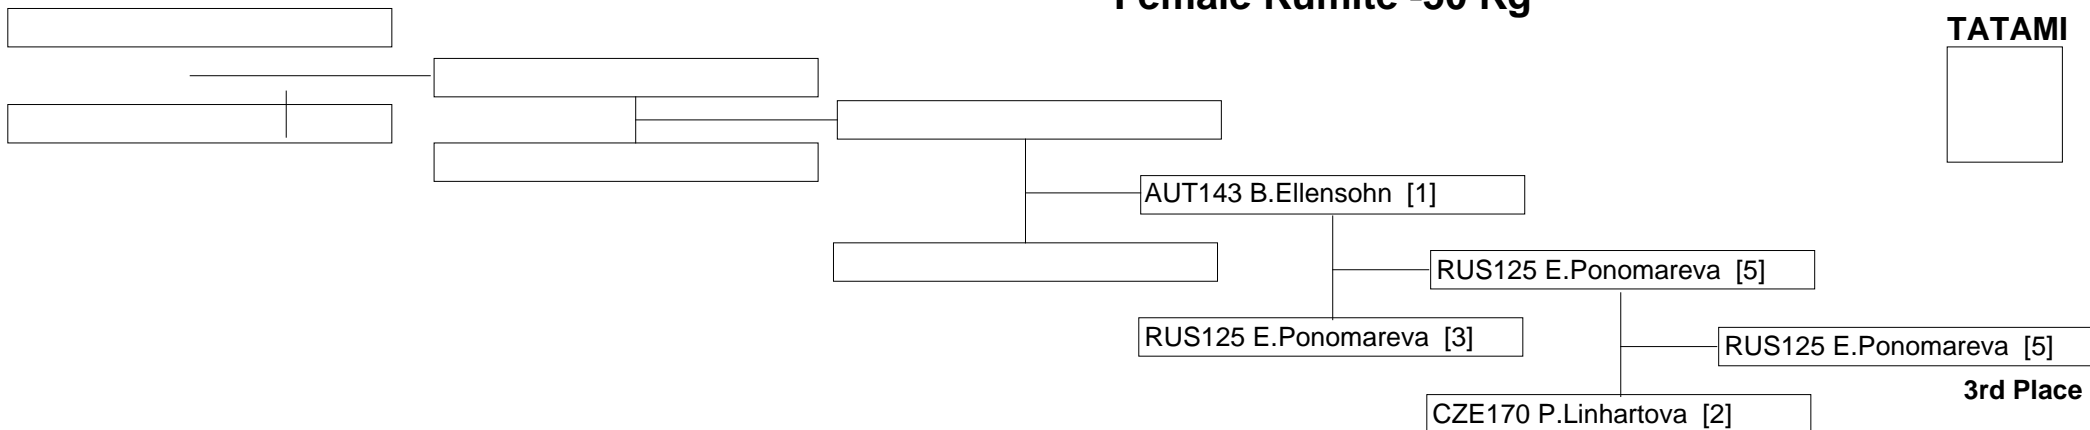 Female Kumite -50 Kg
TATAMI
AUT143 B.Ellensohn [1]
RUS125 E.Ponomareva [5]
RUS125 E.Ponomareva [3]
RUS125 E.Ponomareva [5]
3rd Place
CZE170 P.Linhartova [2]